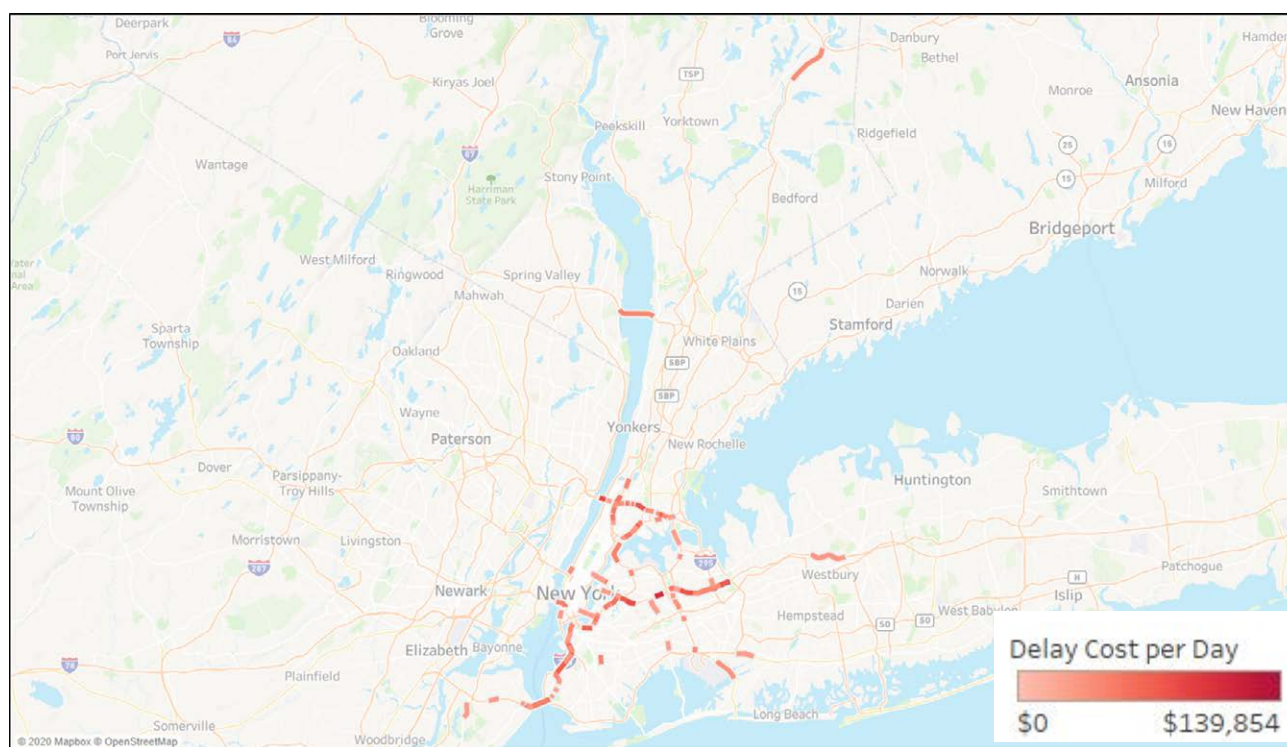 Deerpark
Port Jervis
84
Blooming
Grove
Kiryas Joel
TSP
Danbury
Bethel
Hamden
Monroe
Ansonia
New Haven
Peekskill
Yorktown
Ridgefield
25
15
15
Milford
Wantage
87
Harriman
State Park
Stony Point
Bedford
Bridgeport
West Milford
Ringwood
Spring Valley
Mahwah
Norwalk
15
Darien
Stamford
Sparta
Township
Oakland
White Plains
SBP
SBP
Wayne
Yonkers
Paterson
New Rochelle
80
Dover
Parsippany-
Troy Hills
Mount Olive
Township
Huntington
Smithtown
Morristown
Livingston
287
295
Newark
New York
Westbury
Patchogue
H
Islip
Hempstead
West Babylon
SO
SO
Elizabeth
Bayonne
78
Plainfield
Long Beach
Somerville
Woodbridge
Delay Cost per Day
$0 $139,854
© 2020 Mapbox © OpenStreetMap